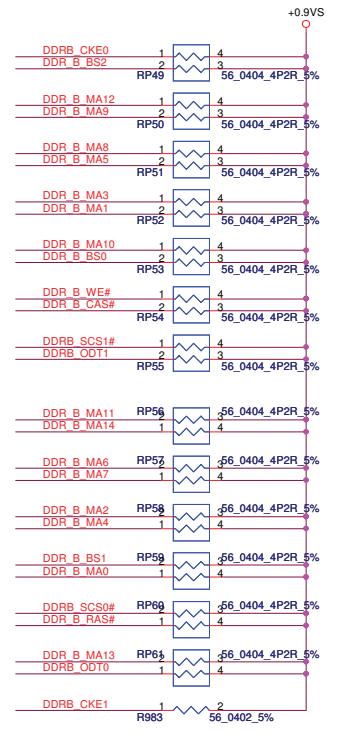 +0.9VS
DDRB_CKE0 1 4
DDR_B_BS2 2 3
RP49 56_0404_4P2R_5%
DDR_B_MA12 1 4
DDR_B_MA9 2 3
RP50 56_0404_4P2R_5%
DDR_B_MA8 1 4
DDR_B_MA5 2 3
RP51 56_0404_4P2R_5%
DDR_B_MA3 1 4
DDR_B_MA1 2 3
RP52 56_0404_4P2R_5%
DDR_B_MA10 1 4
DDR_B_BS0 2 3
RP53 56_0404_4P2R_5%
DDR_B_WE# 1 4
DDR_B_CAS# 2 3
RP54 56_0404_4P2R_5%
DDRB_SCS1# 1 4
DDRB_ODT1 2 3
RP55 56_0404_4P2R_5%
RP56 56_0404_4P2R_5%
DDR_B_MA11 2 3
DDR_B_MA14 1 4
RP57 56_0404_4P2R_5%
DDR_B_MA6 2 3
DDR_B_MA7 1 4
RP58 56_0404_4P2R_5%
DDR_B_MA2 2 3
DDR_B_MA4 1 4
RP59 56_0404_4P2R_5%
DDR_B_BS1 2 3
DDR_B_MA0 1 4
RP60 56_0404_4P2R_5%
DDRB_SCS0# 2 3
DDR_B_RAS# 1 4
RP61 56_0404_4P2R_5%
DDR_B_MA13 2 3
DDRB_ODT0 1 4
DDRB_CKE1 1 2
R983 56_0402_5%